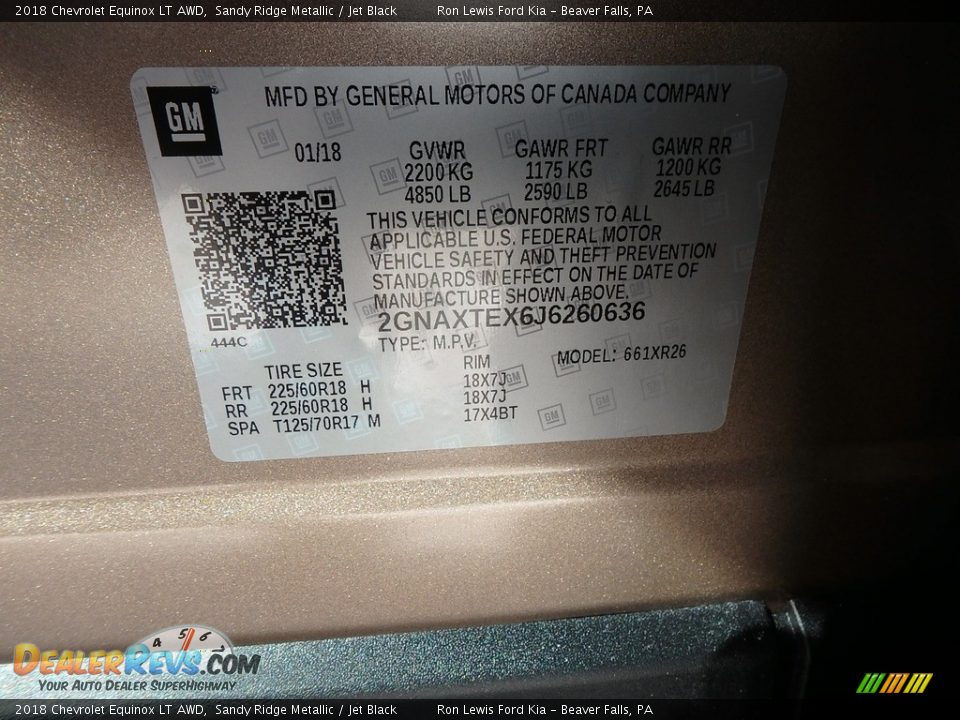 2018 Chevrolet Equinox LT AWD, Sandy Ridge Metallic / Jet Black Ron Lewis Ford Kia - Beaver Falls, PA
GM
MFD BY GENERAL MOTORS OF CANADA COMPANY
01/18 GVWR GAWR FRT GAWR RR
2200 KG 1175 KG 1200 KG
4850 LB 2590 LB 2645 LB
THIS VEHICLE CONFORMS TO ALL
APPLICABLE U.S. FEDERAL MOTOR
VEHICLE SAFETY AND THEFT PREVENTION
STANDARDS IN EFFECT ON THE DATE OF
MANUFACTURE SHOWN ABOVE.
2GNAXTEX6J6260636
444C
TYPE: M.P.V. MODEL: 661XR26
TIRE SIZE RIM
FRT 225/60R18 H 18X7J
RR 225/60R18 H 18X7J
SPA T125/70R17 M 17X4BT
4 5 6
DealerRevs.com
Your Auto Dealer SuperHighway
2018 Chevrolet Equinox LT AWD, Sandy Ridge Metallic / Jet Black Ron Lewis Ford Kia - Beaver Falls, PA